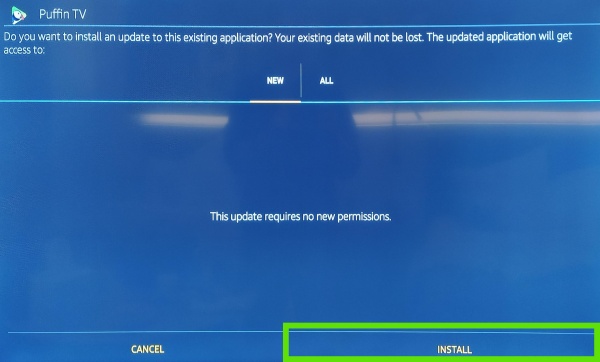 Puffin TV
Do you want to install an update to this existing application? Your existing data will not be lost. The updated application will get
access to:
NEW
ALL
This update requires no new permissions.
CANCEL
INSTALL